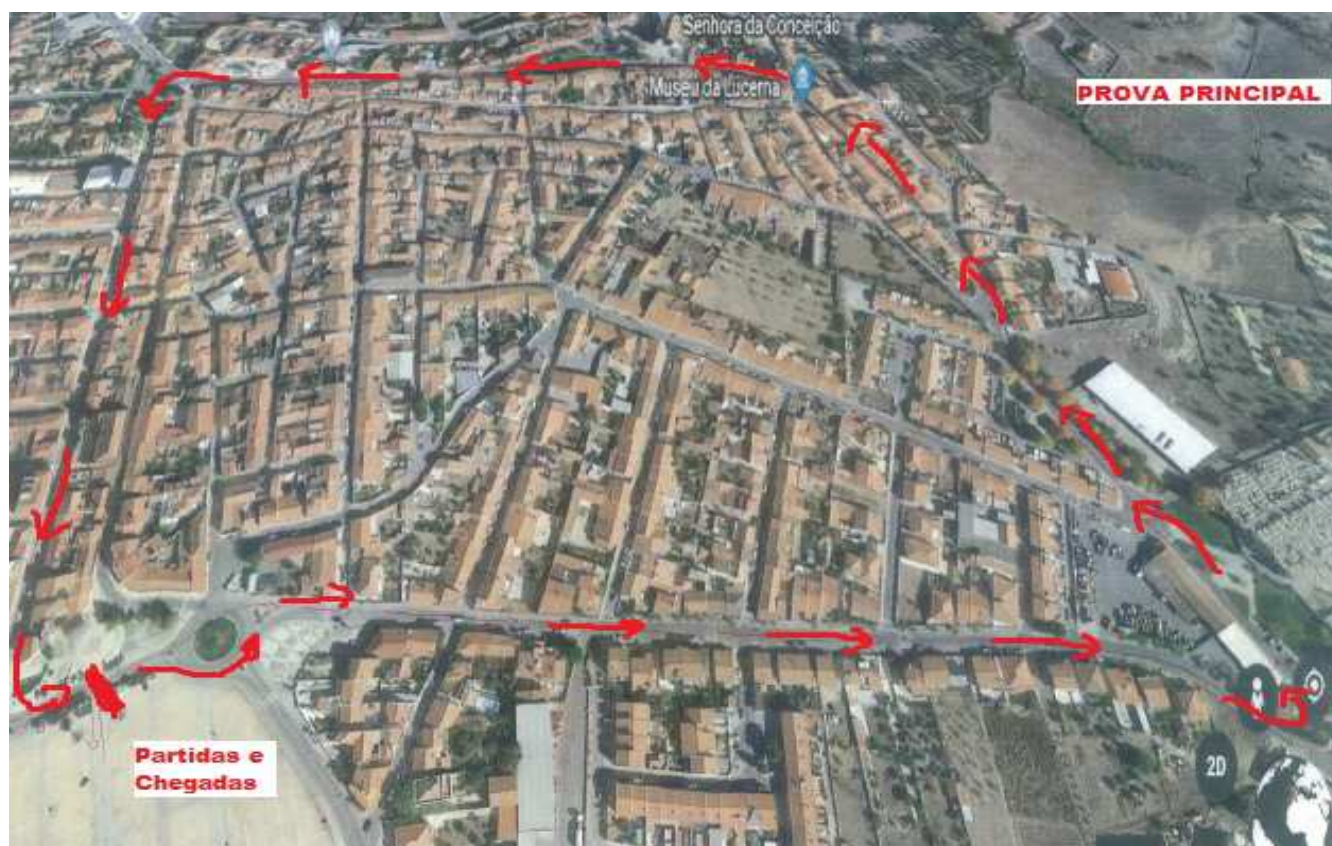 Senhora da Conceição
Museu da Lucerna
PROVA PRINCIPAL
Partidas e
Chegadas
2D